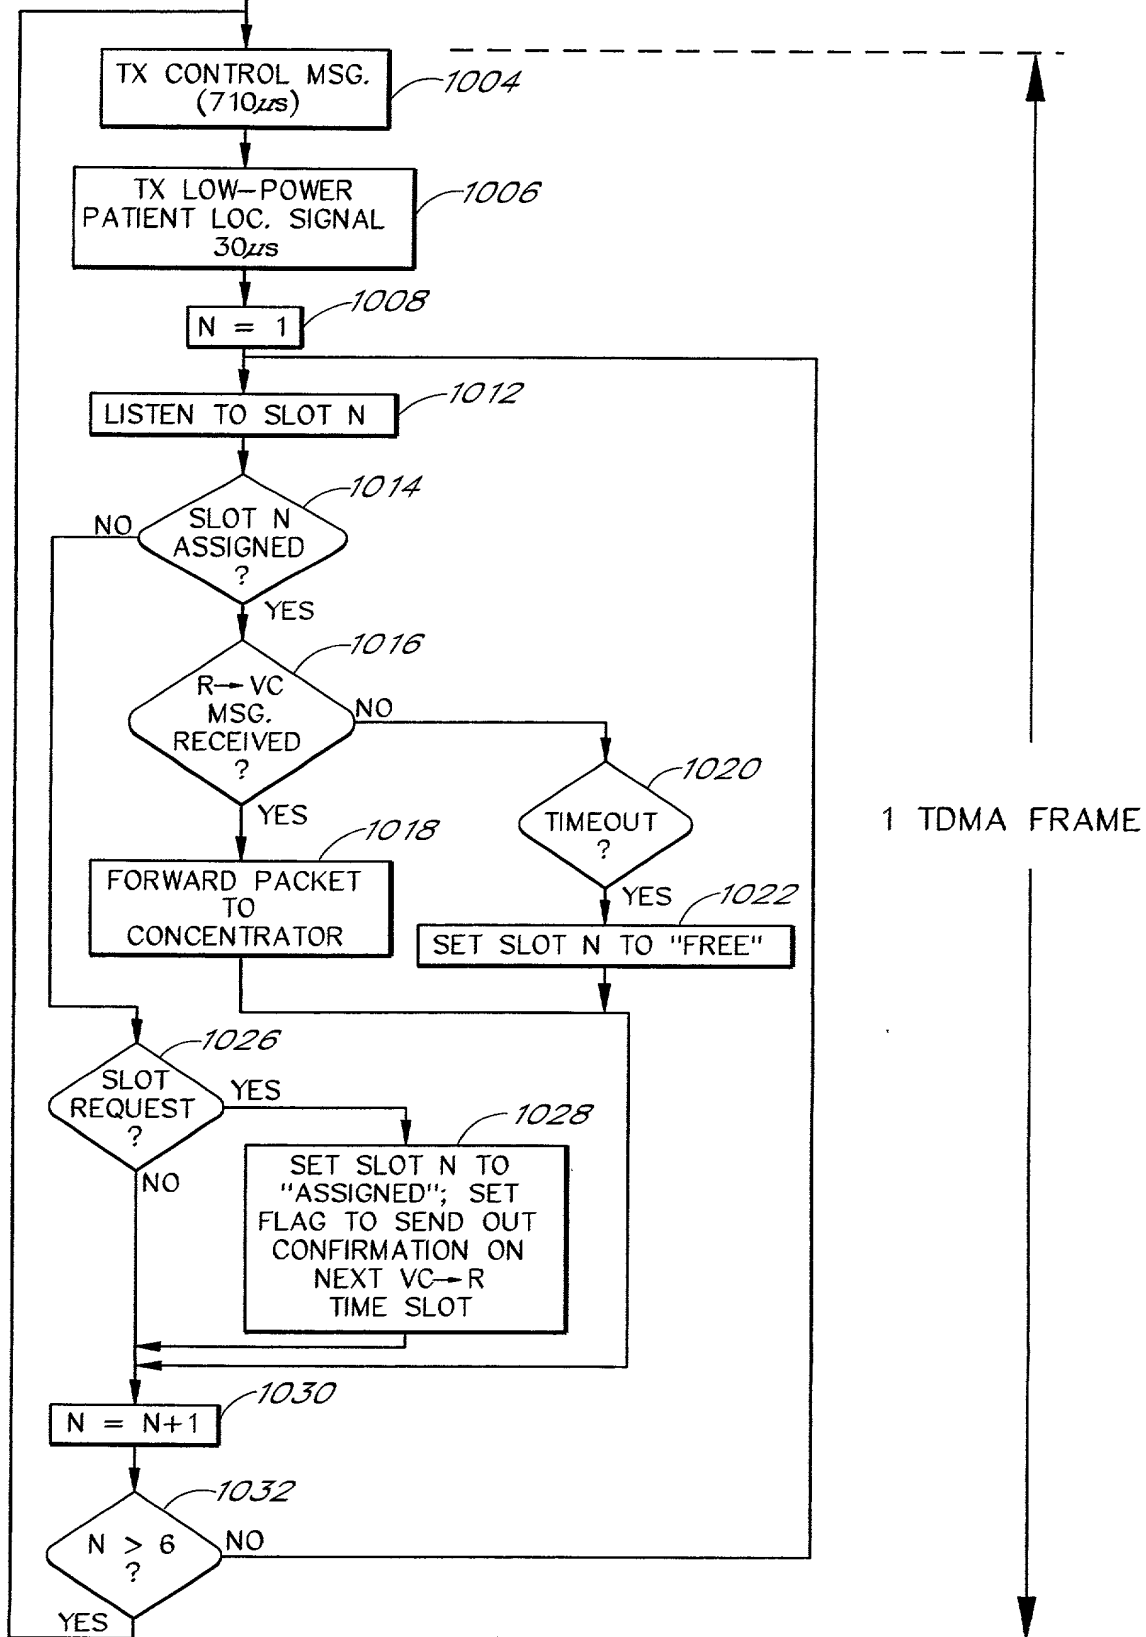 TX CONTROL MSG.
(710µs)
1004
TX LOW-POWER
PATIENT LOC. SIGNAL
30µs
1006
N = 1
1008
LISTEN TO SLOT N
1012
SLOT N
ASSIGNED
?
1014
NO
YES
R→VC
MSG.
RECEIVED
?
1016
NO
YES
TIMEOUT
?
1020
YES
1 TDMA FRAME
FORWARD PACKET
TO
CONCENTRATOR
1018
SET SLOT N TO "FREE"
1022
SLOT
REQUEST
?
1026
YES
NO
SET SLOT N TO
"ASSIGNED"; SET
FLAG TO SEND OUT
CONFIRMATION ON
NEXT VC→R
TIME SLOT
1028
N = N+1
1030
N > 6
?
1032
NO
YES